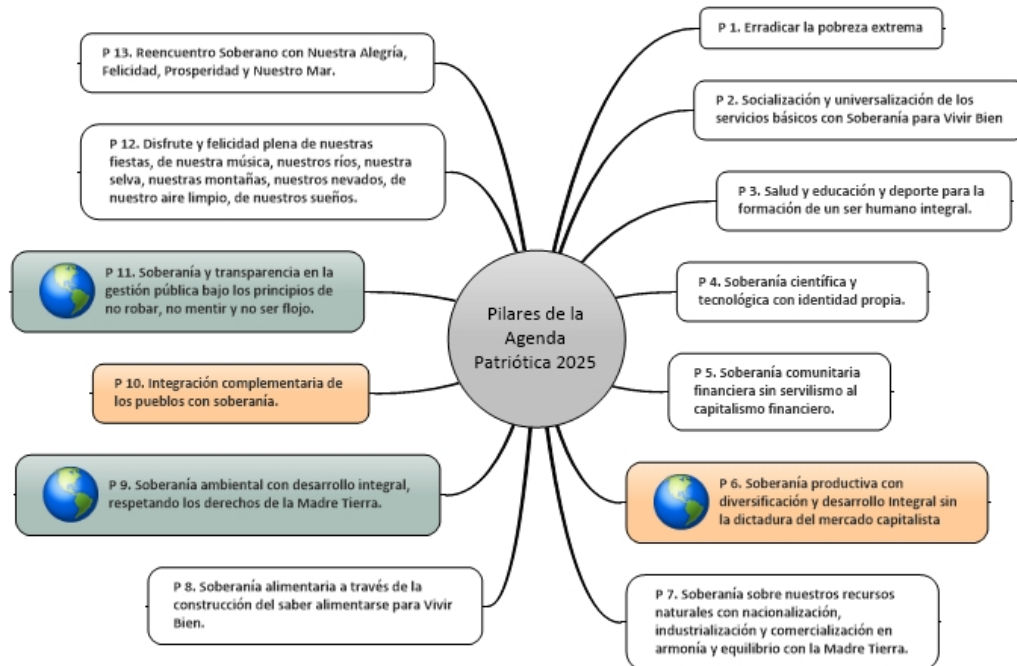 P 1. Erradicar la pobreza extrema
P 2. Socialización y universalización de los
servicios básicos con Soberanía para Vivir Bien
P 3. Salud y educación y deporte para la
formación de un ser humano integral.
P 4. Soberanía científica y
tecnológica con identidad propia.
P 5. Soberanía comunitaria
financiera sin servilismo al
capitalismo financiero.
P 6. Soberanía productiva con
diversificación y desarrollo Integral sin
la dictadura del mercado capitalista
P 7. Soberanía sobre nuestros recursos
naturales con nacionalización,
industrialización y comercialización en
armonía y equilibrio con la Madre Tierra.
P 8. Soberanía alimentaria a través de la
construcción del saber alimentarse para Vivir
Bien.
P 9. Soberanía ambiental con desarrollo integral,
respetando los derechos de la Madre Tierra.
P 10. Integración complementaria de
los pueblos con soberanía.
P 11. Soberanía y transparencia en la
gestión pública bajo los principios de
no robar, no mentir y no ser flojo.
P 12. Disfrute y felicidad plena de nuestras
fiestas, de nuestra música, nuestros ríos, nuestra
selva, nuestras montañas, nuestros nevados, de
nuestro aire limpio, de nuestros sueños.
P 13. Reencuentro Soberano con Nuestra Alegría,
Felicidad, Prosperidad y Nuestro Mar.
Pilares de la
Agenda
Patriótica 2025